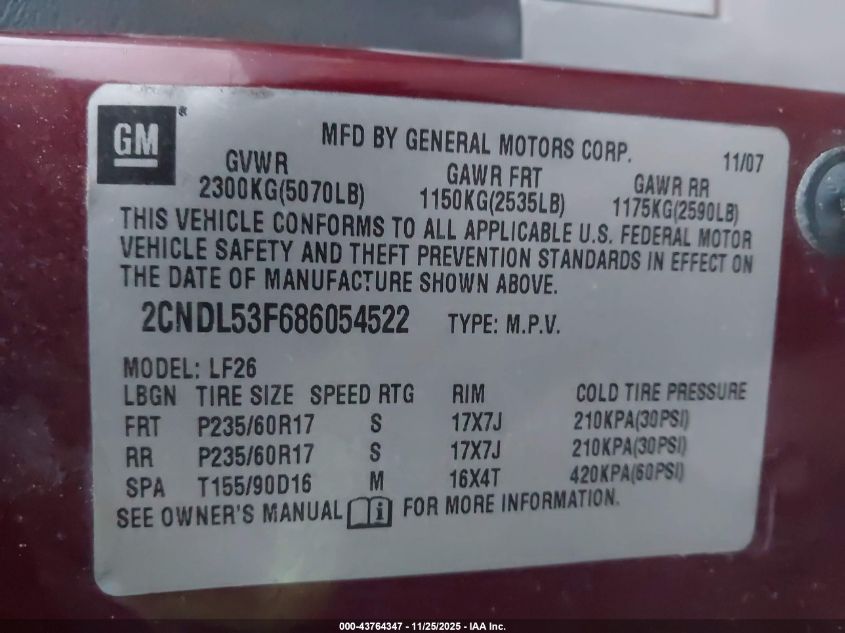 GM
MFD BY GENERAL MOTORS CORP. 11/07
GVWR GAWR FRT GAWR RR
2300KG(5070LB) 1150KG(2535LB) 1175KG(2590LB)
THIS VEHICLE CONFORMS TO ALL APPLICABLE U.S. FEDERAL MOTOR
VEHICLE SAFETY AND THEFT PREVENTION STANDARDS IN EFFECT ON
THE DATE OF MANUFACTURE SHOWN ABOVE.
2CNDL53F686054522 TYPE: M.P.V.
MODEL: LF26
LBGN TIRE SIZE SPEED RTG RIM COLD TIRE PRESSURE
FRT P235/60R17 S 17X7J 210KPA(30PSI)
RR P235/60R17 S 17X7J 210KPA(30PSI)
SPA T155/90D16 M 16X4T 420KPA(60PSI)
SEE OWNER'S MANUAL i FOR MORE INFORMATION.
000-43764347 - 11/25/2025 - IAA Inc.